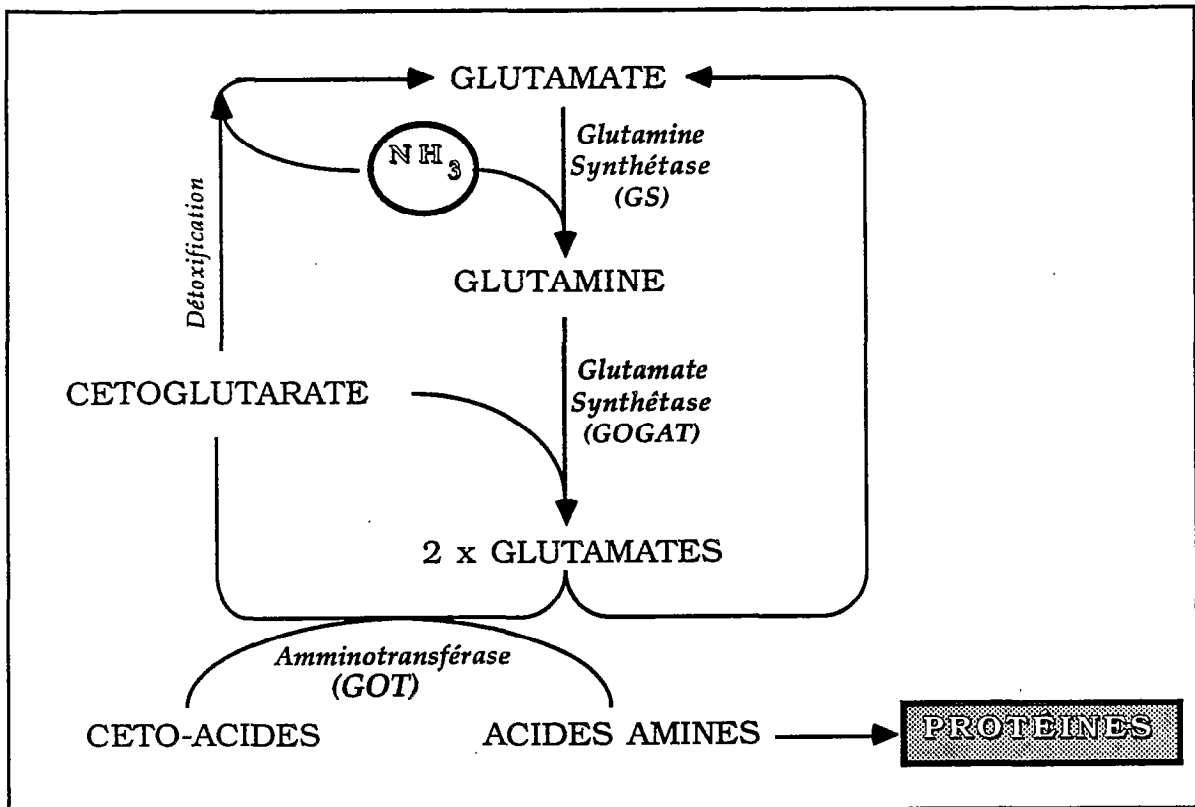 GLUTAMATE
NH3
Glutamine
Synthétase
(GS)
Détoxification
GLUTAMINE
CETOGLUTARATE
Glutamate
Synthêtase
(GOGAT)
2 x GLUTAMATES
Amminotransférase
(GOT)
CETO-ACIDES
ACIDES AMINES
PROTÉINES